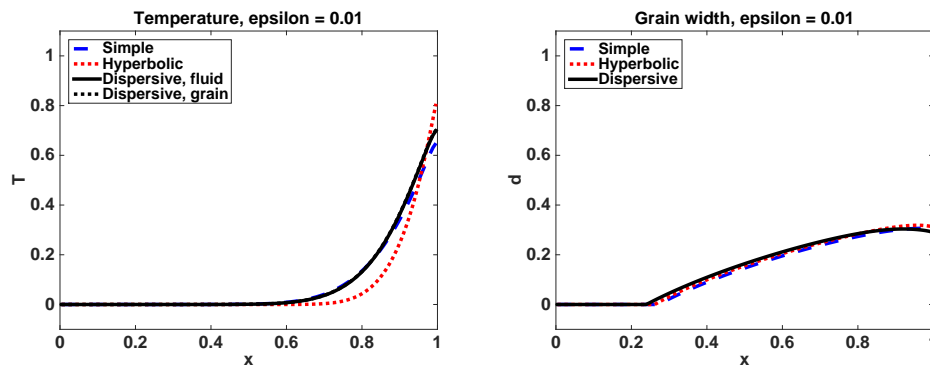 Temperature, epsilon = 0.01
T
1
0.8
0.6
0.4
0.2
0
Simple
Hyperbolic
Dispersive, fluid
Dispersive, grain
0 0.2 0.4 0.6 0.8 1
x
Grain width, epsilon = 0.01
d
1
0.8
0.6
0.4
0.2
0
Simple
Hyperbolic
Dispersive
0 0.2 0.4 0.6 0.8 1
x